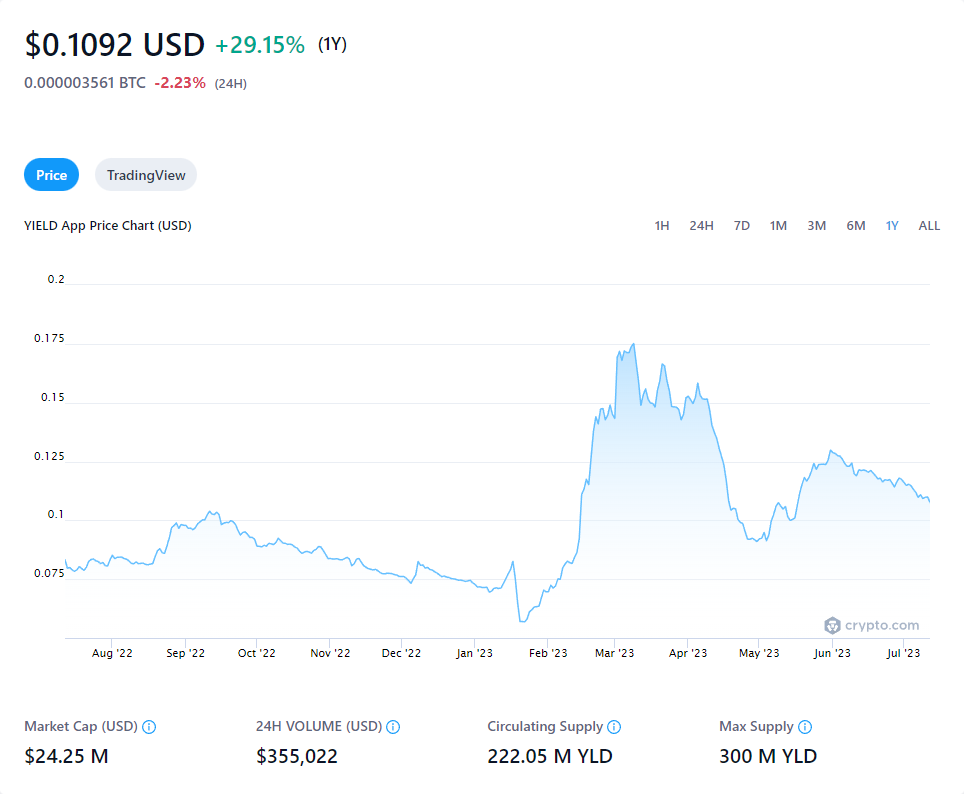 $0.1092 USD +29.15% (1Y)
0.000003561 BTC -2.23% (24H)
Price TradingView
YIELD App Price Chart (USD) 1H 24H 7D 1M 3M 6M 1Y ALL
0.2
0.175
0.15
0.125
0.1
0.075
crypto.com
Aug '22 Sep '22 Oct '22 Nov '22 Dec '22 Jan '23 Feb '23 Mar '23 Apr '23 May '23 Jun '23 Jul '23
Market Cap (USD) 24H VOLUME (USD) Circulating Supply Max Supply
$24.25 M $355,022 222.05 M YLD 300 M YLD